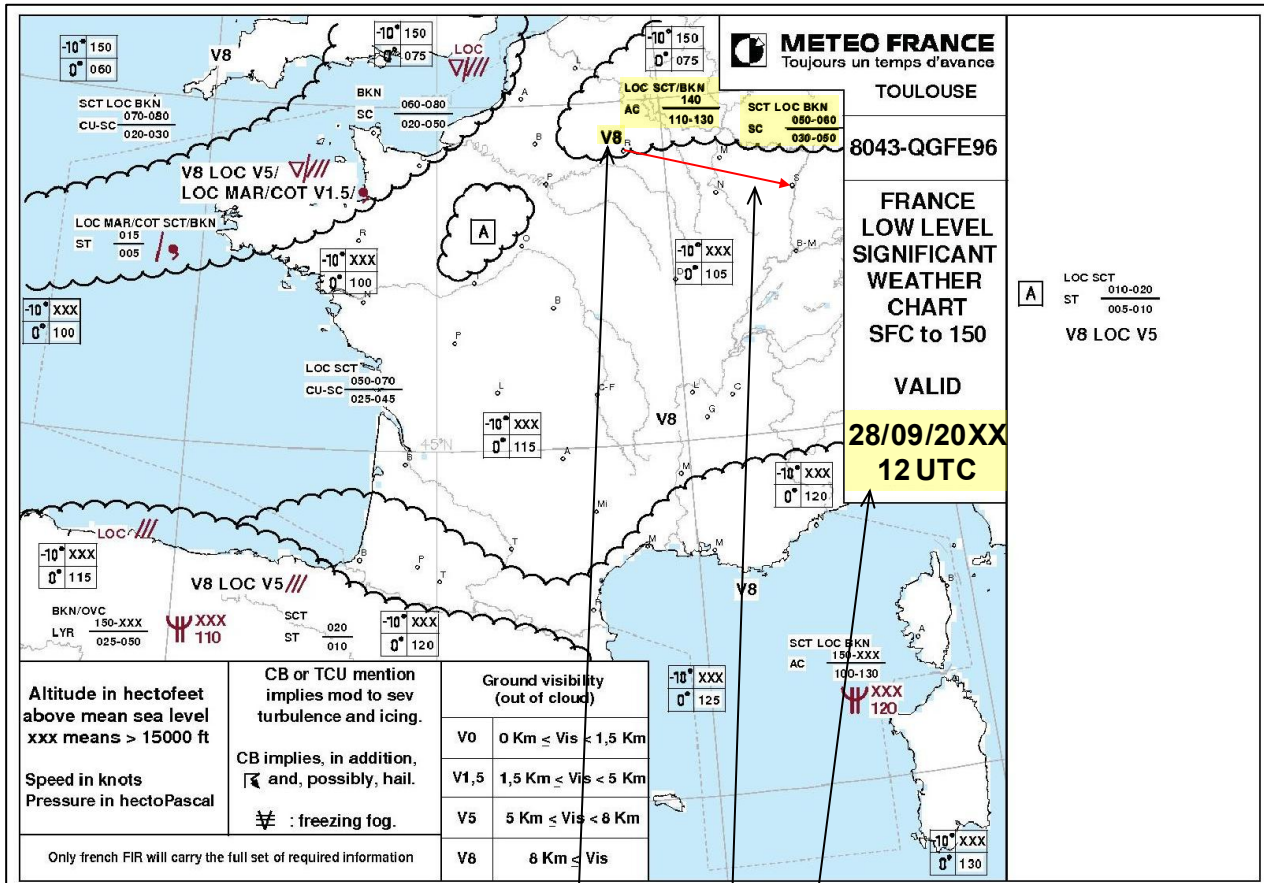 -10° 150
0° 060
V8
-10° 150
0° 075
LOC
-10° 150
0° 075
METEO FRANCE
Toujours un temps d'avance
TOULOUSE
8043-QGFE96
FRANCE
LOW LEVEL
SIGNIFICANT
WEATHER
CHART
SFC to 150
VALID
28/09/20XX
12 UTC
SCT LOC BKN
CU-SC 070-080
020-030
BKN
SC 060-080
020-050
LOC SCT/BKN
AC 140
110-130
SCT LOC BKN
SC 050-060
030-050
V8
V8 LOC V5/
LOC MAR/COT V1.5/
LOC MAR/COT SCT/BKN
ST 015
005
A
L
A
B
C
P
R
M
N
S
B-M
D
R
N
O
T
B
P
L
C-F
L
C
G
A
B
M
Mi
M
M
N
T
B
P
T
P
B
A
-10° XXX
0° 100
-10° XXX
0° 100
-10° XXX
0° 105
LOC SCT
CU-SC 050-070
025-045
-10° XXX
0° 115
45°N
V8
-10° XXX
0° 120
LOC
-10° XXX
0° 115
V8 LOC V5
BKN/OVC
LYR 150-XXX
025-050
XXX
110
SCT
ST 020
010
-10° XXX
0° 120
V8
SCT LOC BKN
AC 150-XXX
100-130
XXX
120
-10° XXX
0° 125
-10° XXX
0° 130
A
LOC SCT
ST 010-020
005-010
V8 LOC V5
Altitude in hectofeet
above mean sea level
xxx means > 15000 ft
Speed in knots
Pressure in hectoPascal
CB or TCU mention
implies mod to sev
turbulence and icing.
CB implies, in addition,
and, possibly, hail.
: freezing fog.
Only french FIR will carry the full set of required information
Ground visibility
(out of cloud)
V0 0 Km ≤ Vis < 1,5 Km
V1,5 1,5 Km ≤ Vis < 5 Km
V5 5 Km ≤ Vis < 8 Km
V8 8 Km ≤ Vis